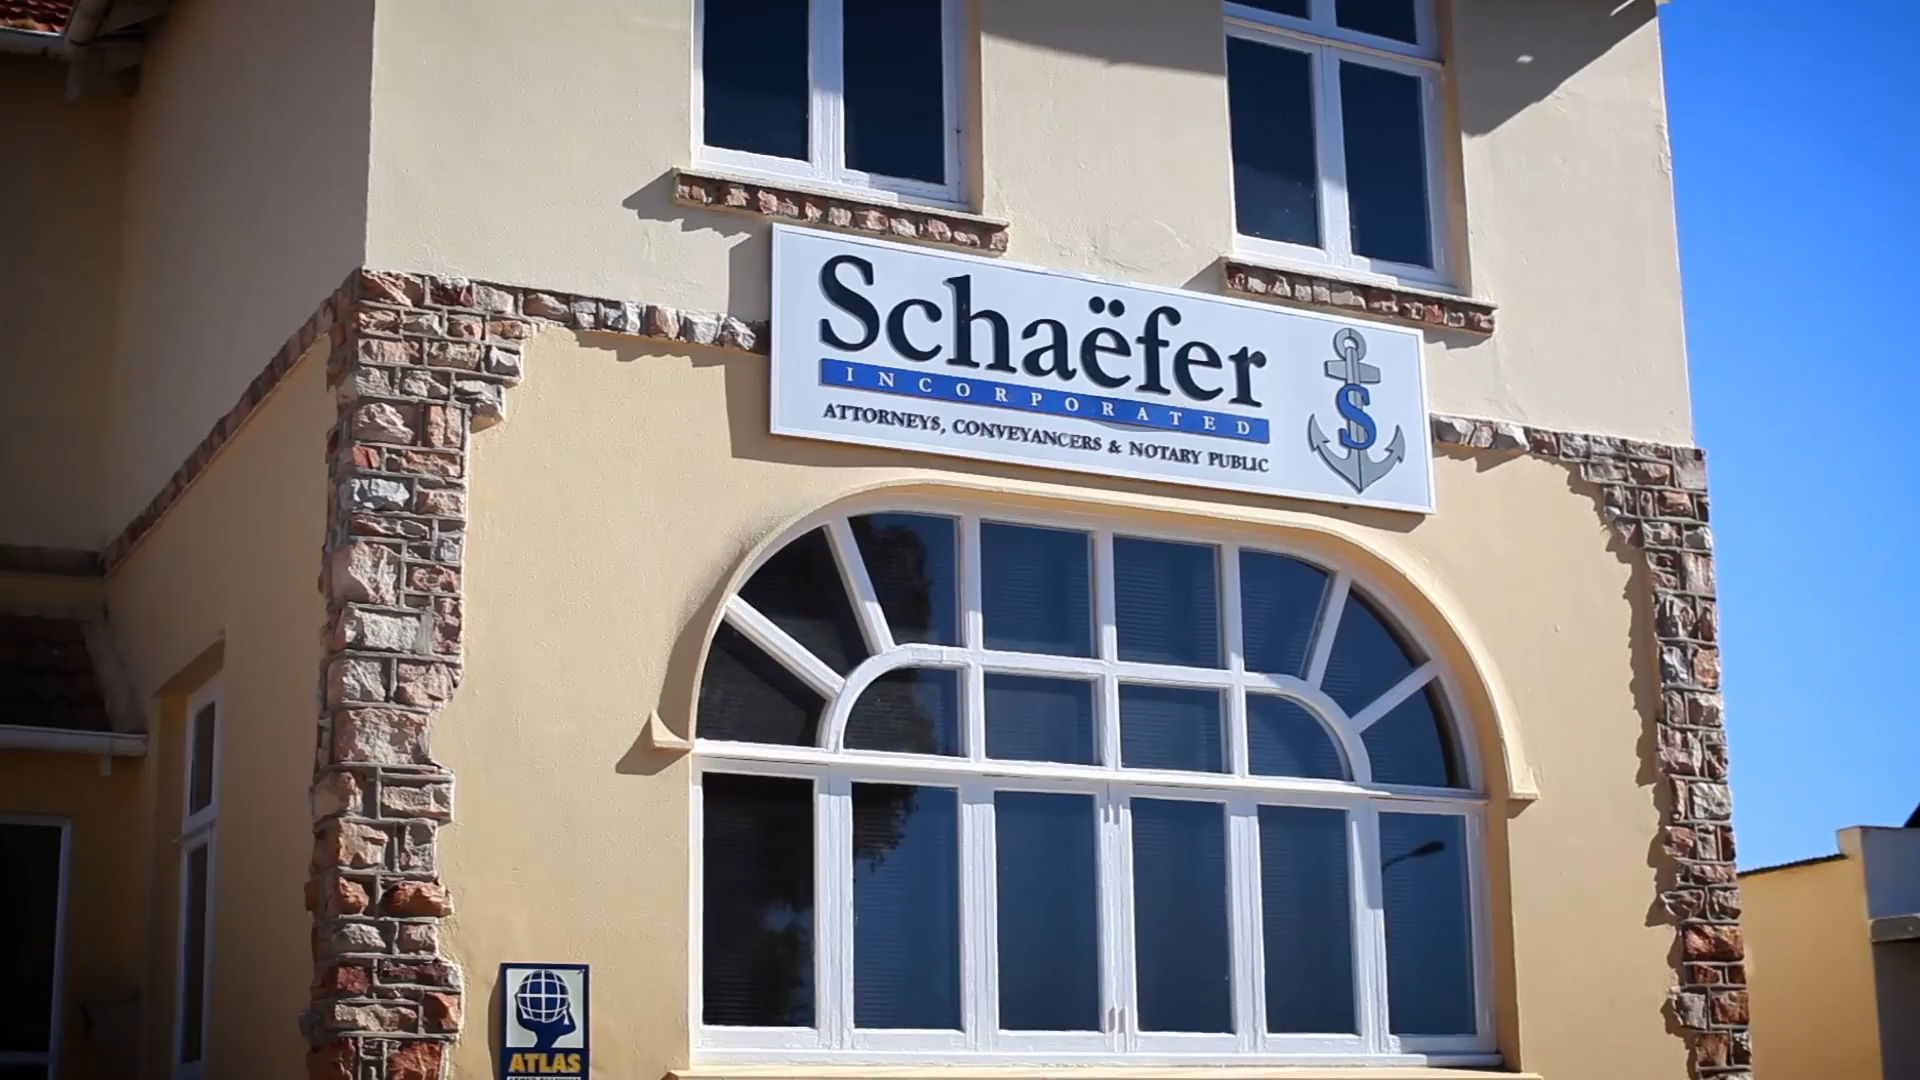 Schaëfer
INCORPORATED
ATTORNEYS, CONVEYANCERS & NOTARY PUBLIC
S
ATLAS